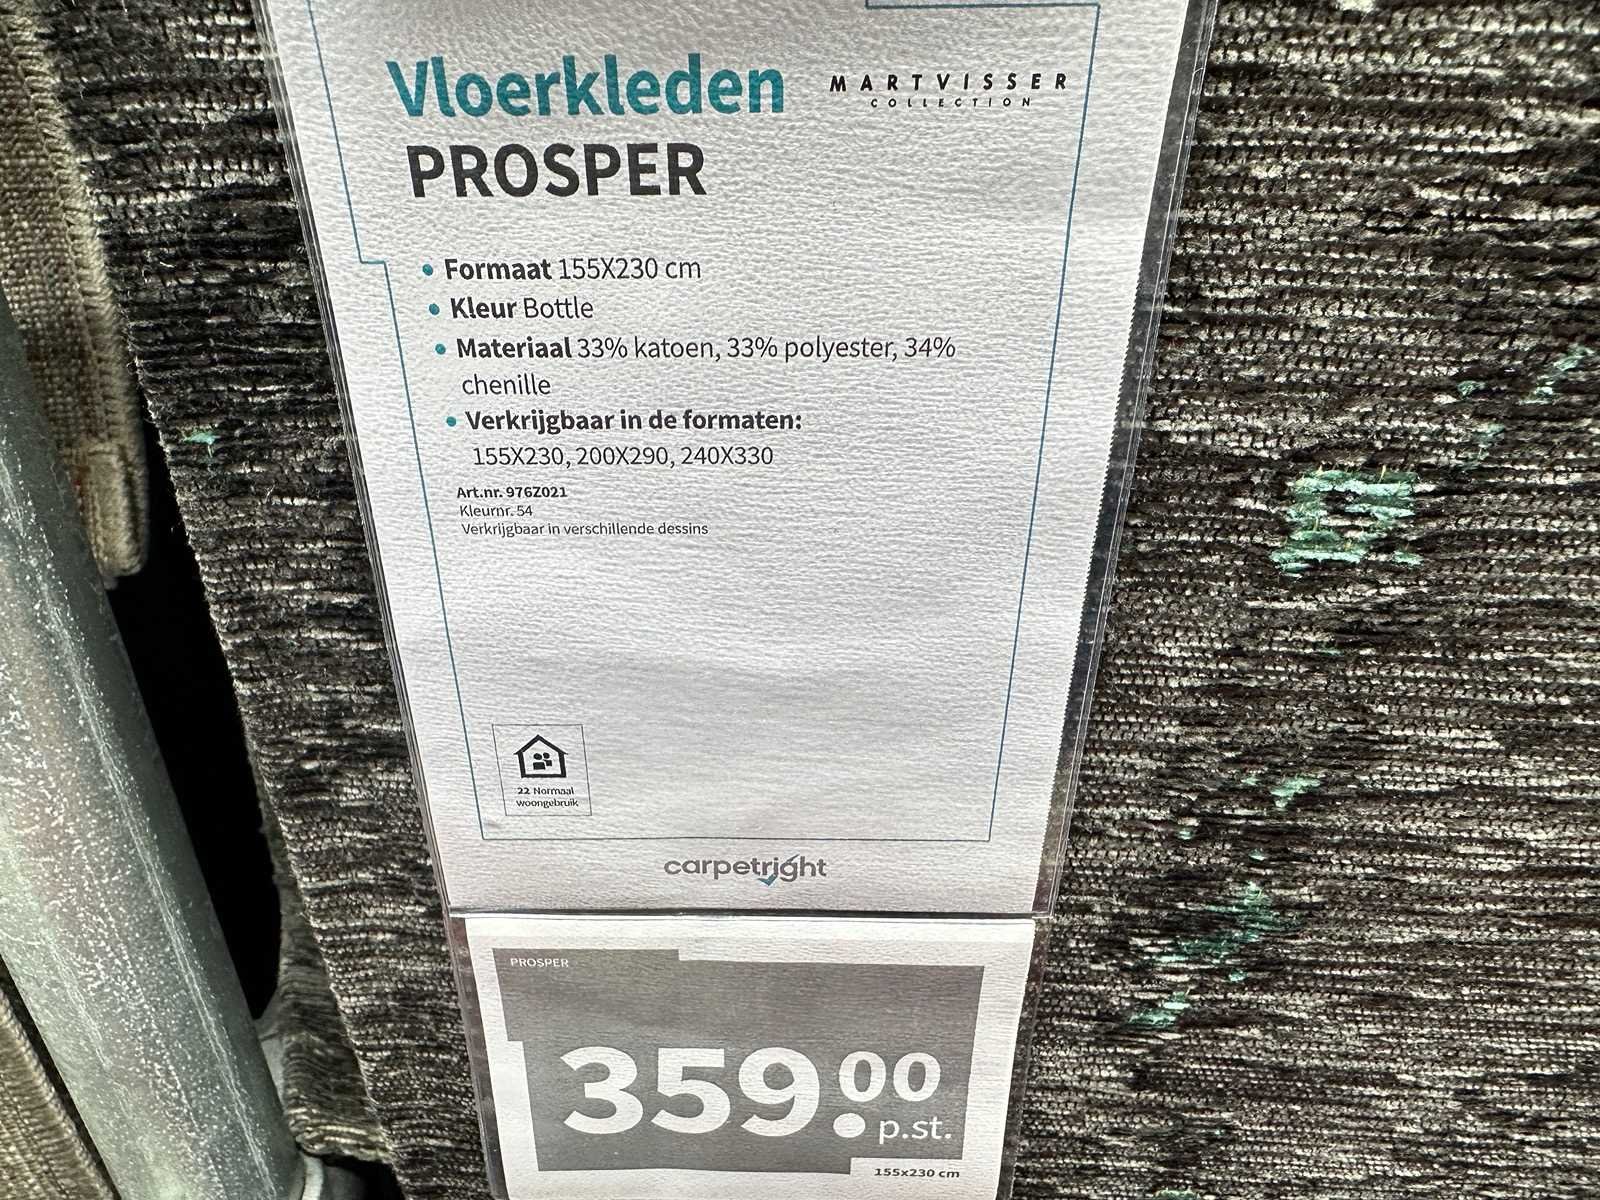 Vloerkleden
MARTVISSER
COLLECTION
PROSPER
• Formaat 155X230 cm
• Kleur Bottle
• Materiaal 33% katoen, 33% polyester, 34%
chenille
• Verkrijgbaar in de formaten:
155X230, 200X290, 240X330
Art.nr. 976Z021
Kleurnr. 54
Verkrijgbaar in verschillende dessins
22 Normaal
woongebruik
carpetright
PROSPER
359.00
p.st.
155x230 cm